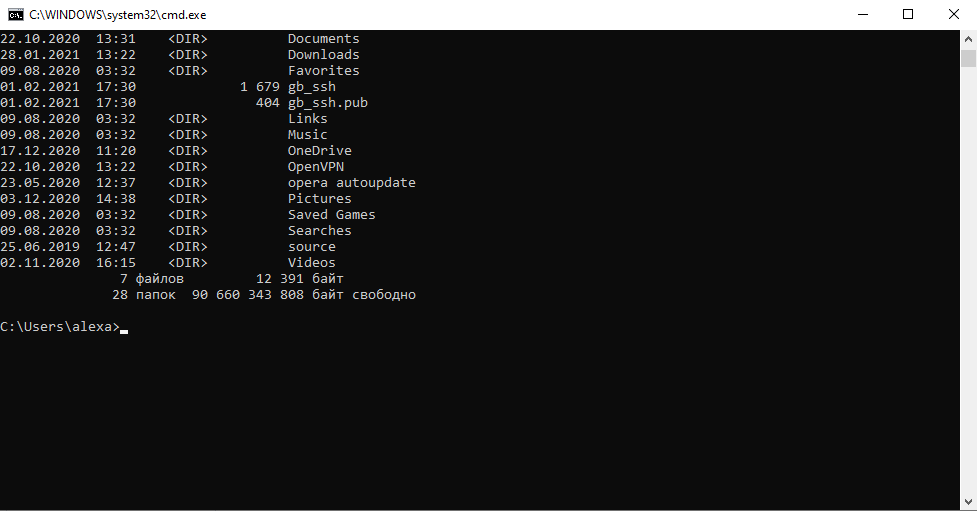 C:\WINDOWS\system32\cmd.exe
22.10.2020  13:31    <DIR>          Documents
28.01.2021  13:22    <DIR>          Downloads
09.08.2020  03:32    <DIR>          Favorites
01.02.2021  17:30             1 679 gb_ssh
01.02.2021  17:30               404 gb_ssh.pub
09.08.2020  03:32    <DIR>          Links
09.08.2020  03:32    <DIR>          Music
17.12.2020  11:20    <DIR>          OneDrive
22.10.2020  13:22    <DIR>          OpenVPN
23.05.2020  12:37    <DIR>          opera autoupdate
03.12.2020  14:38    <DIR>          Pictures
09.08.2020  03:32    <DIR>          Saved Games
09.08.2020  03:32    <DIR>          Searches
25.06.2019  12:47    <DIR>          source
02.11.2020  16:15    <DIR>          Videos
               7 файлов         12 391 байт
              28 папок  90 660 343 808 байт свободно
C:\Users\alexa>